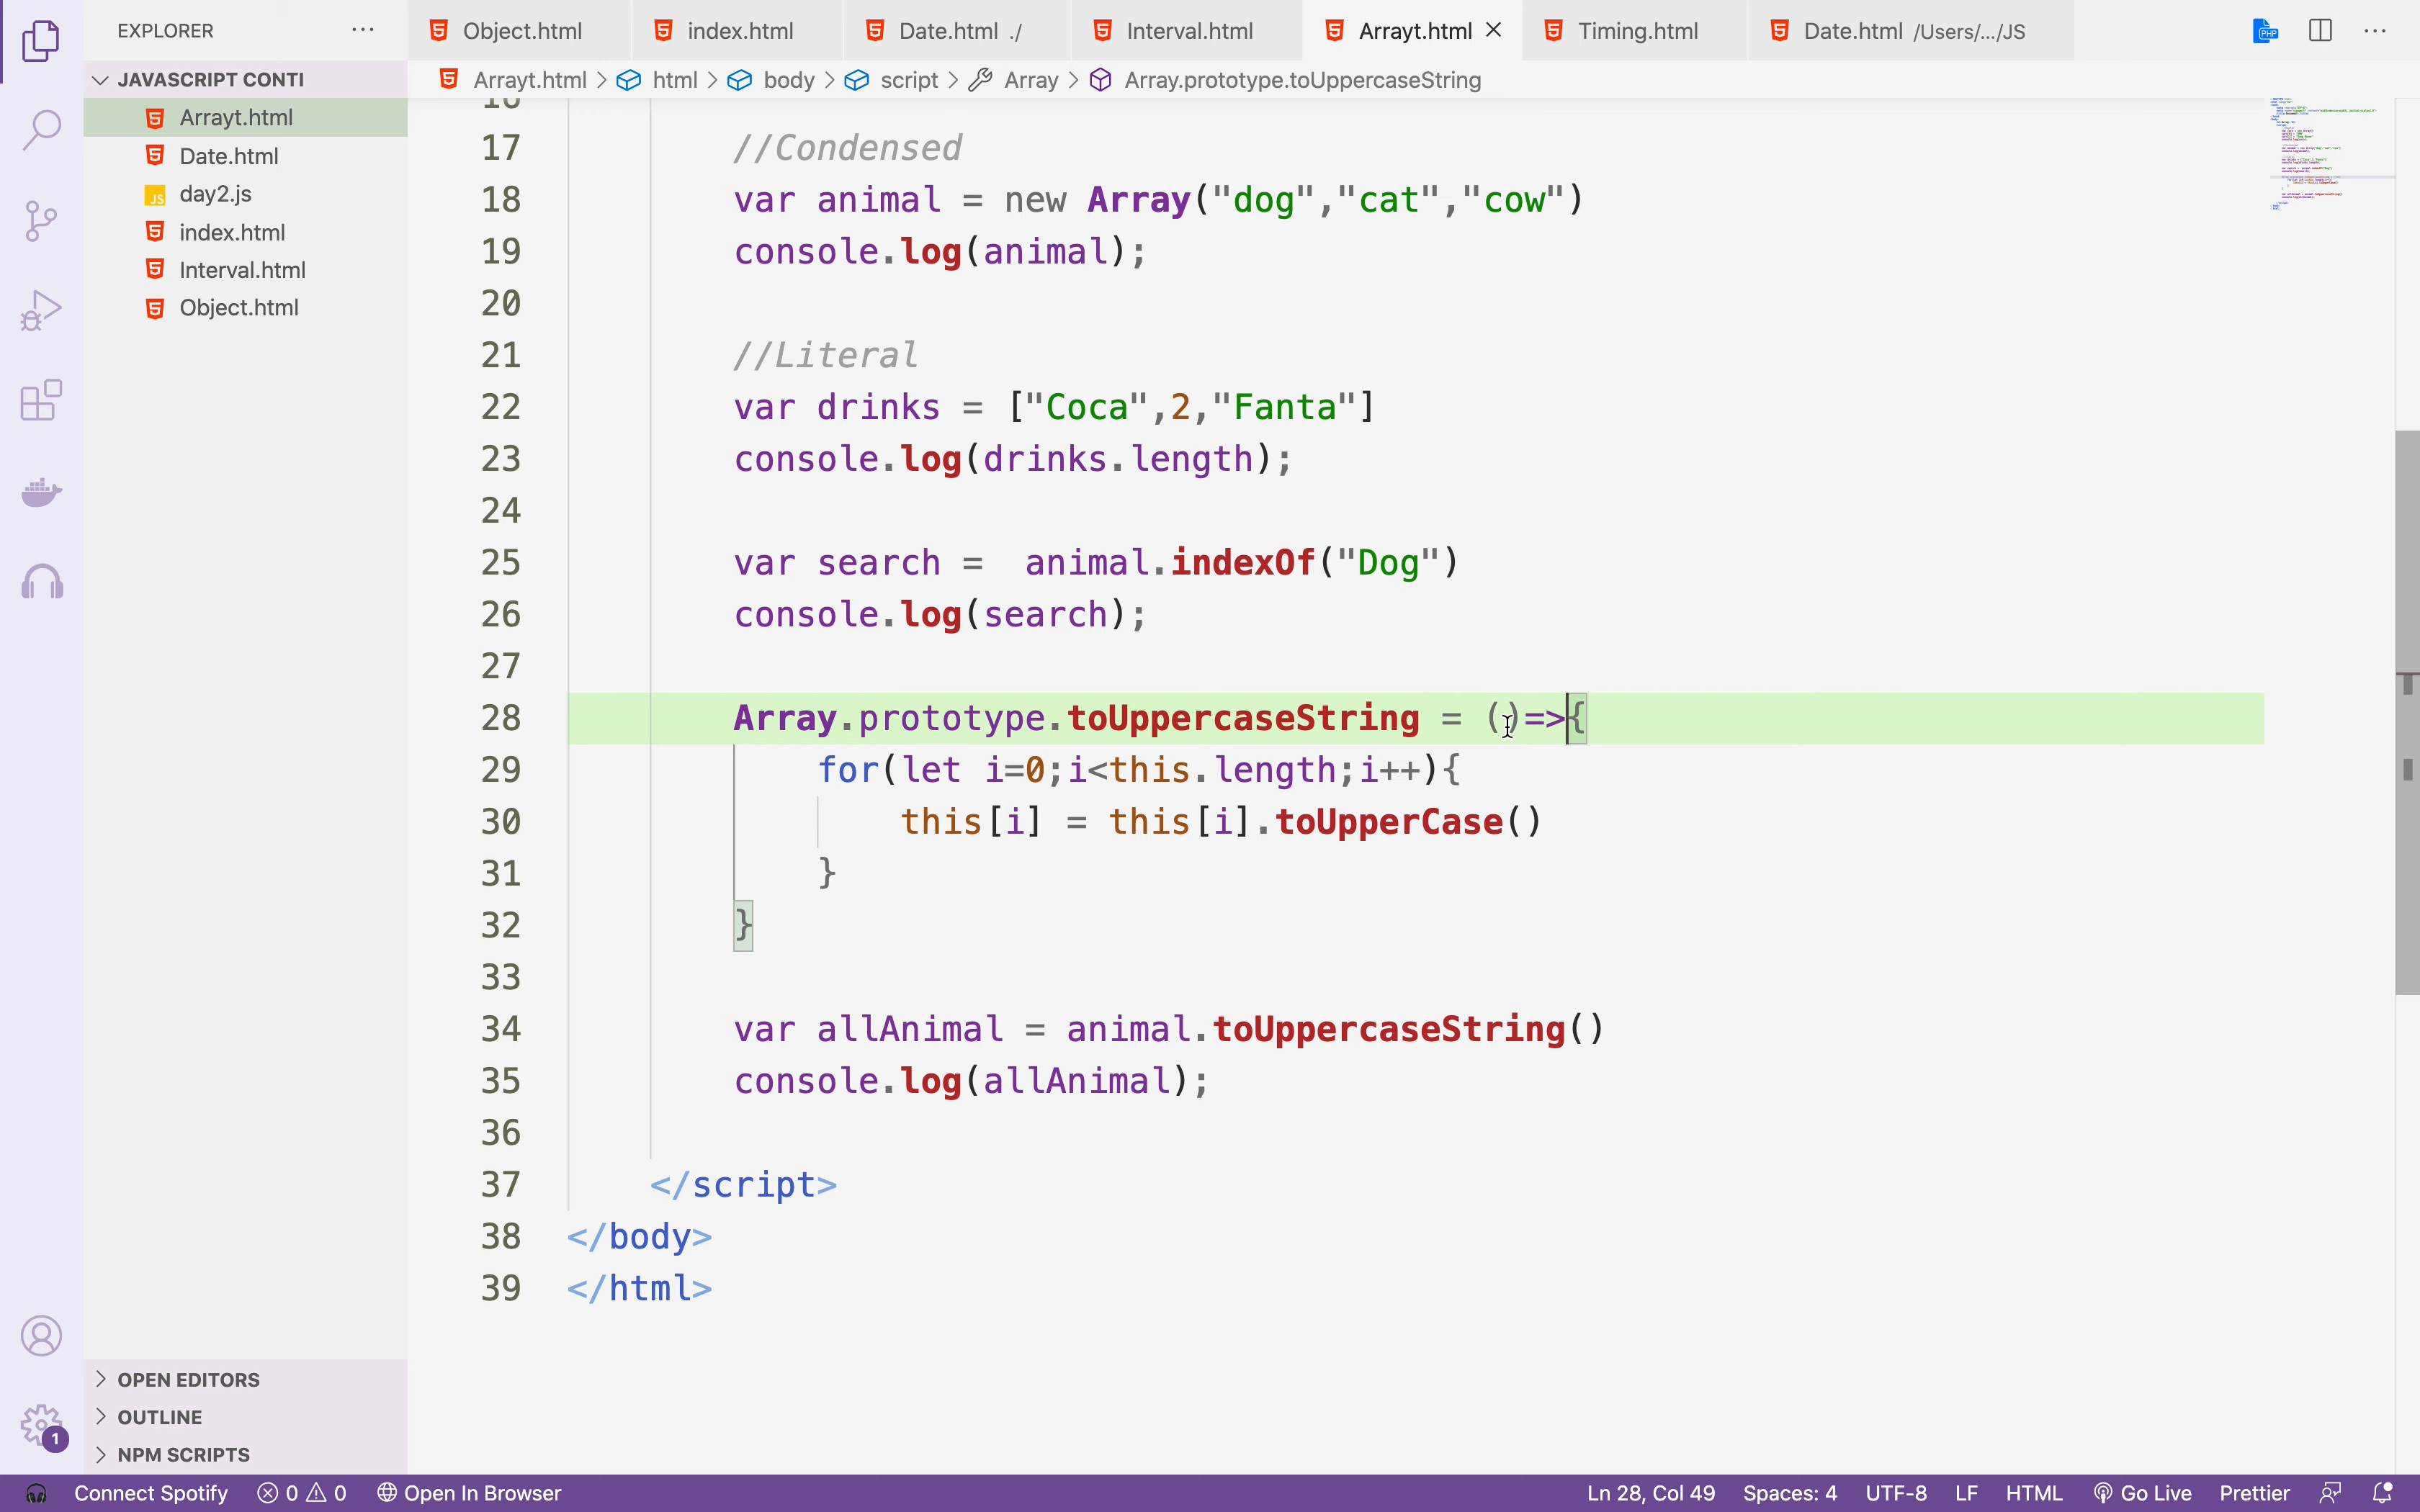 EXPLORER
Object.html
index.html
Date.html ./
Interval.html
Arrayt.html
Timing.html
Date.html /Users/.../JS
PHP
JAVASCRIPT CONTI
Arrayt.html > html > body > script > Array > Array.prototype.toUppercaseString
Arrayt.html
Date.html
JS day2.js
index.html
Interval.html
Object.html
16
17 //Condensed
18 var animal = new Array("dog","cat","cow")
19 console.log(animal);
20
21 //Literal
22 var drinks = ["Coca",2,"Fanta"]
23 console.log(drinks.length);
24
25 var search =  animal.indexOf("Dog")
26 console.log(search);
27
28 Array.prototype.toUppercaseString = ()=>{
29 for(let i=0;i<this.length;i++){
30 this[i] = this[i].toUpperCase()
31 }
32 }
33
34 var allAnimal = animal.toUppercaseString()
35 console.log(allAnimal);
36
37 </script>
38 </body>
39 </html>
OPEN EDITORS
OUTLINE
NPM SCRIPTS
1
Connect Spotify 0 0 Open In Browser Ln 28, Col 49 Spaces: 4 UTF-8 LF HTML Go Live Prettier